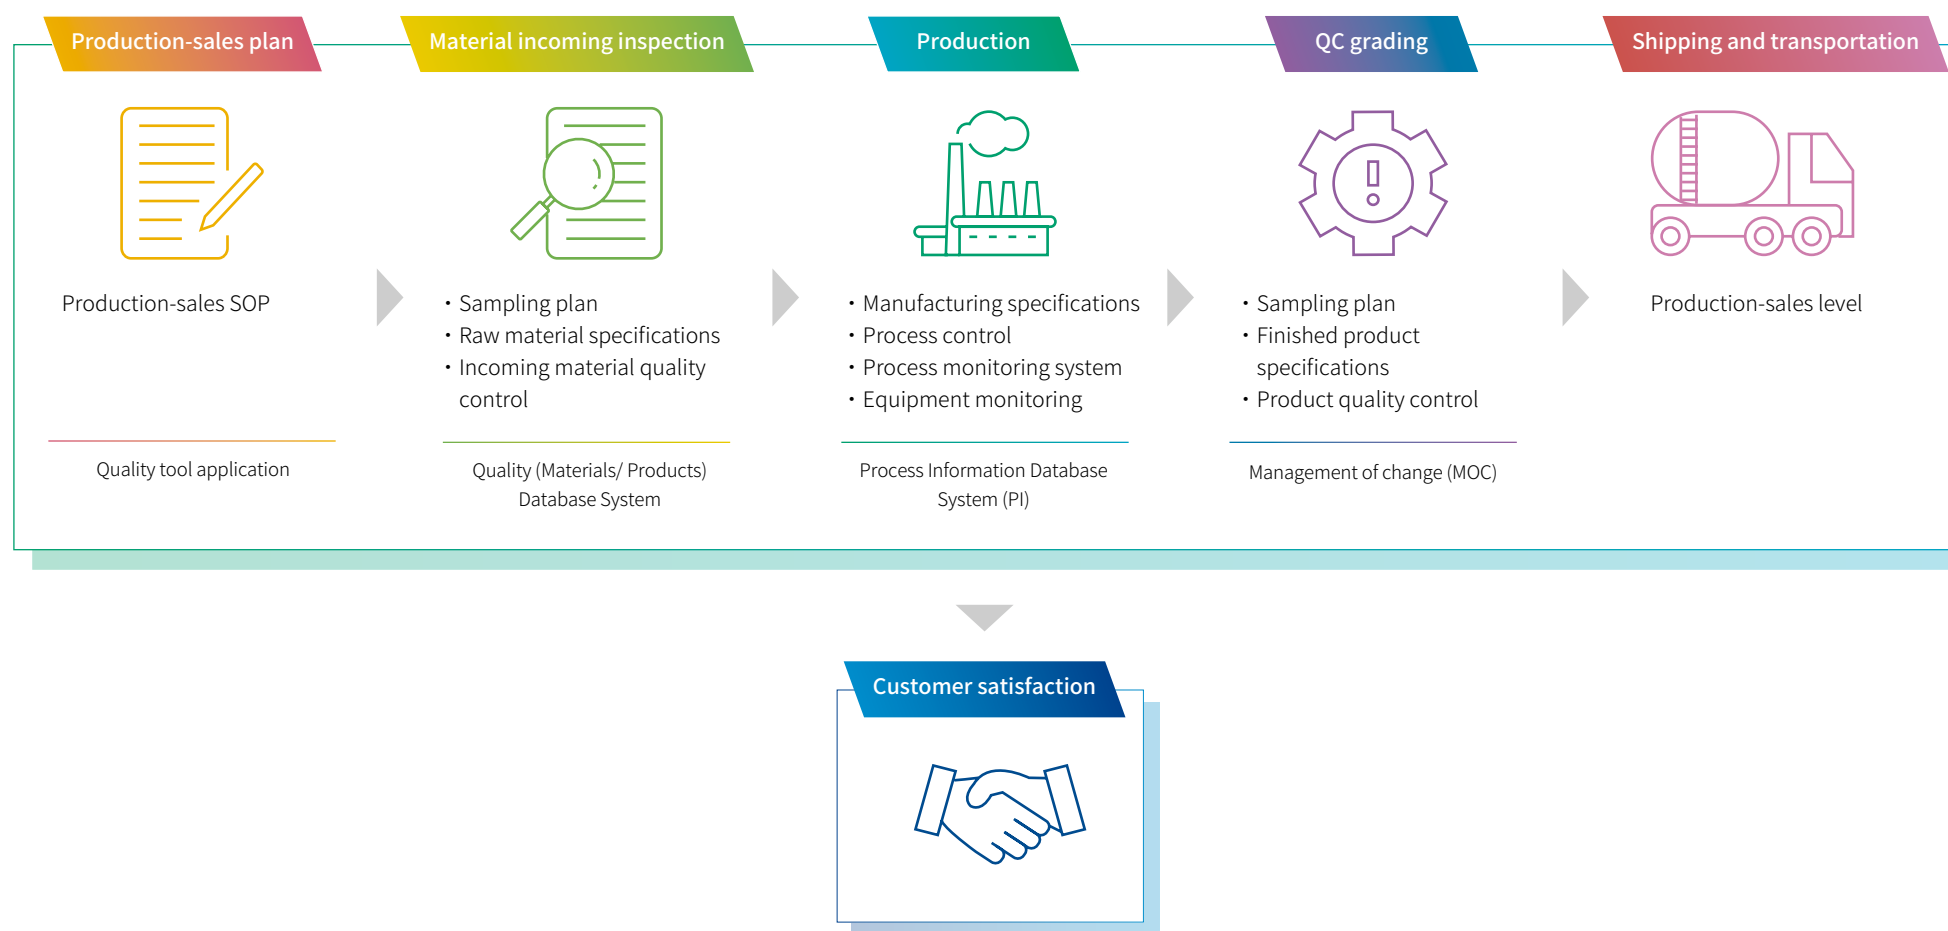 Production-sales plan
Production-sales SOP
Quality tool application
Material incoming inspection
・Sampling plan
・Raw material specifications
・Incoming material quality
control
Quality (Materials/ Products)
Database System
Production
・Manufacturing specifications
・Process control
・Process monitoring system
・Equipment monitoring
Process Information Database
System (PI)
QC grading
・Sampling plan
・Finished product
specifications
・Product quality control
Management of change (MOC)
Shipping and transportation
Production-sales level
Customer satisfaction